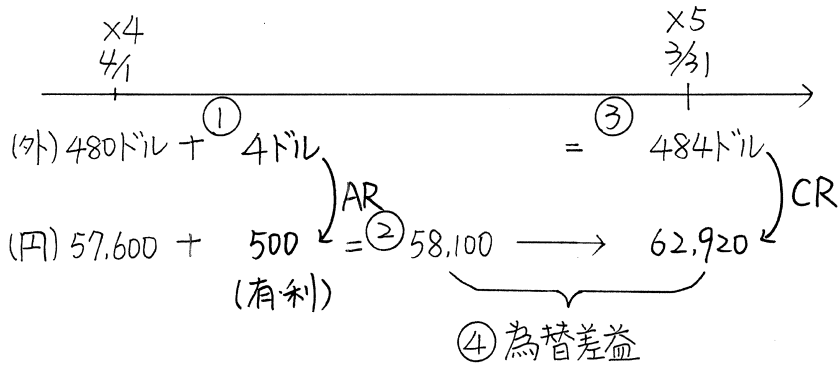 ×4 ×5
4/1 3/31
① ③
(外) 480ドル + 4ドル = 484ドル
AR CR
(円) 57,600 + 500 = ② 58,100 → 62,920
(有・利)
④ 為替差益